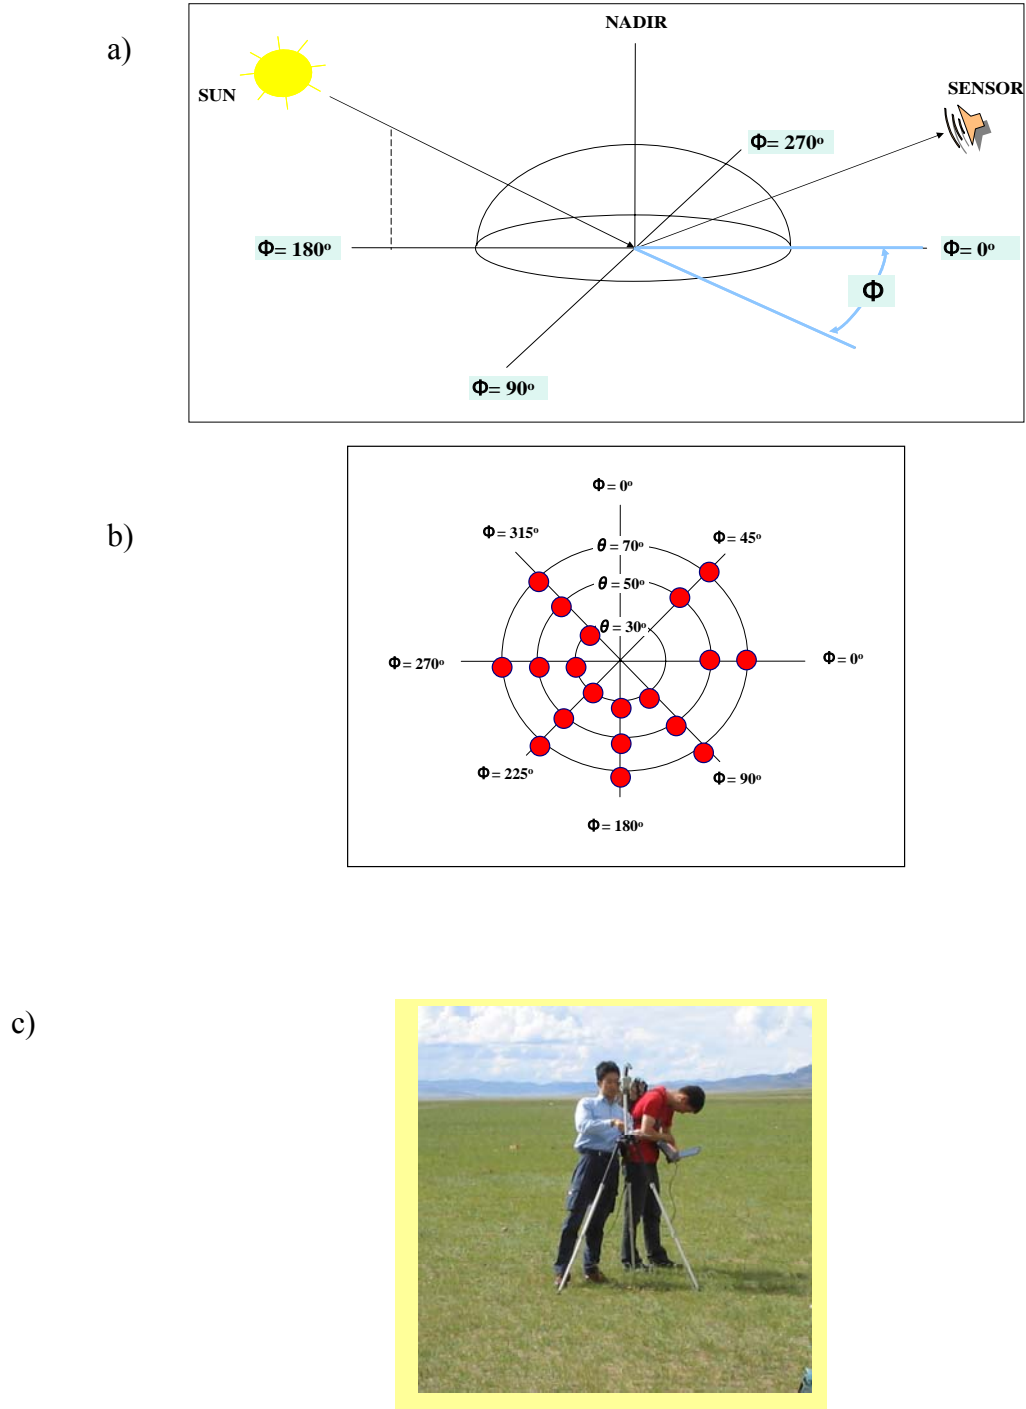 a)
NADIR
SUN
SENSOR
Φ= 270º
Φ= 180º
Φ= 0º
Φ
Φ= 90º
b)
Φ= 0º
Φ= 315º
Φ= 45º
θ = 70º
θ = 50º
θ = 30º
Φ= 270º
Φ= 0º
Φ= 225º
Φ= 90º
Φ= 180º
c)